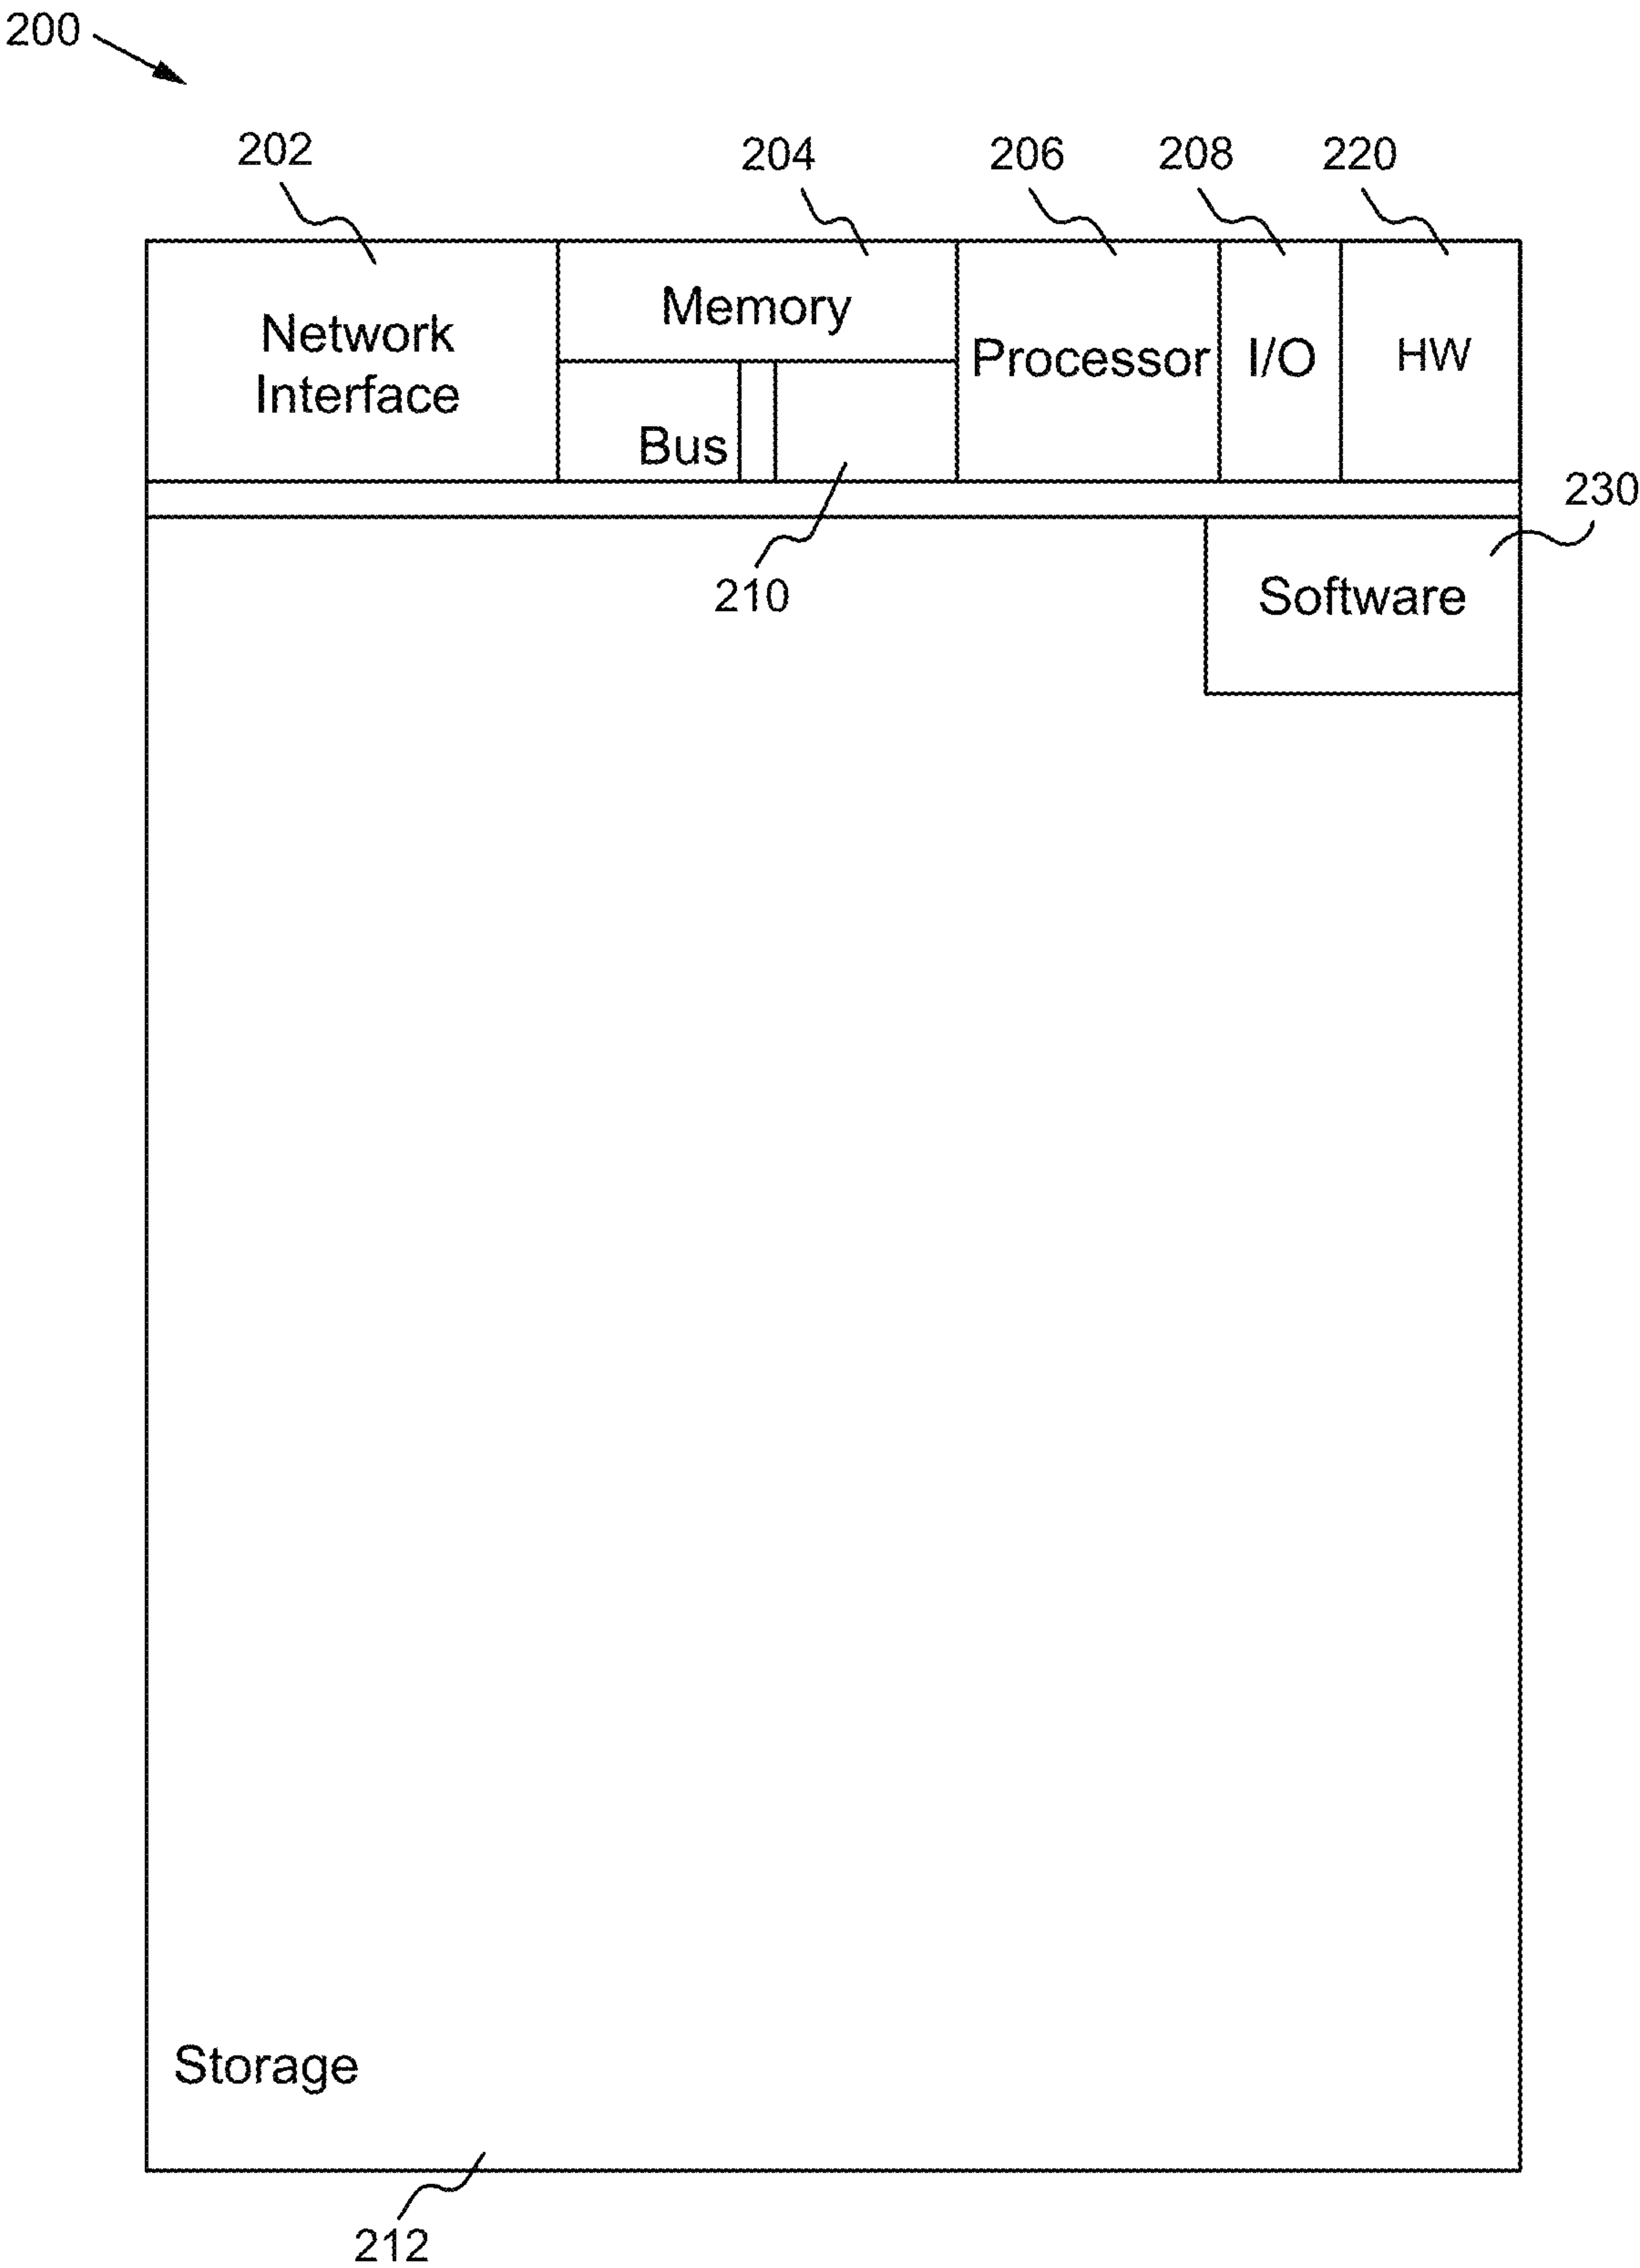 200
202
204
206
208
220
Network
Interface
Memory
Processor
I/O
HW
Bus
230
210
Software
Storage
212